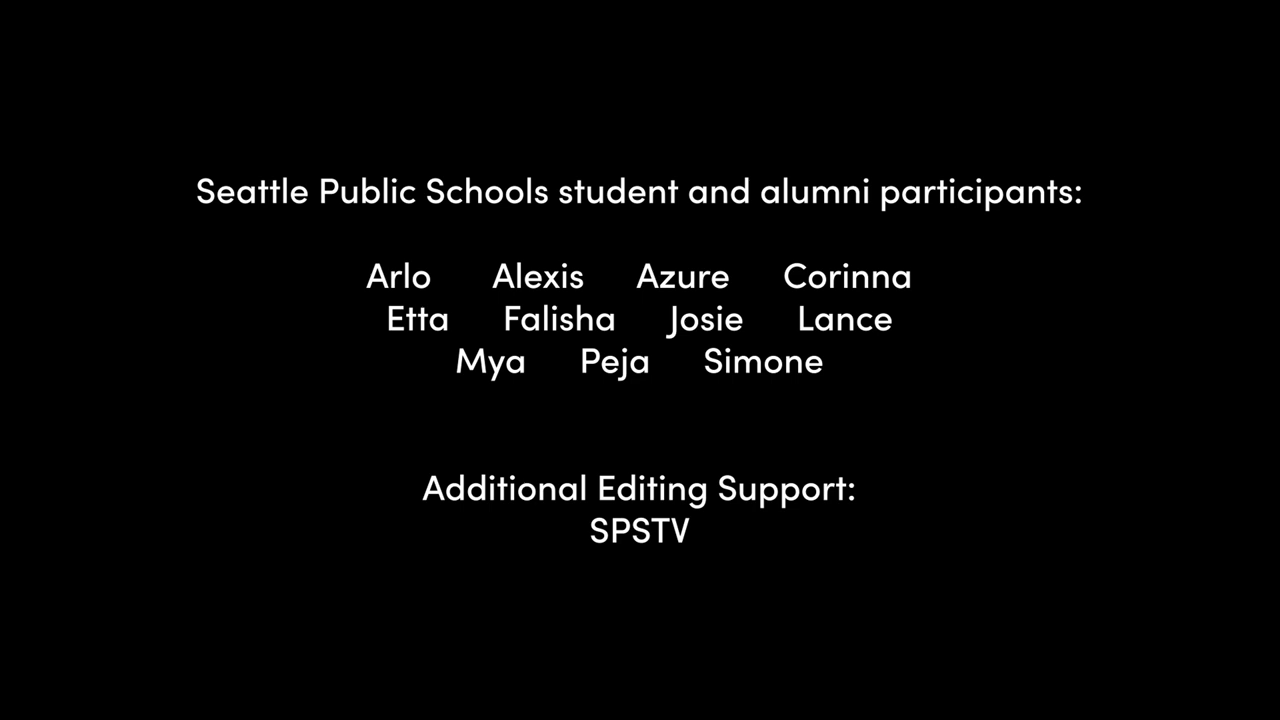 Seattle Public Schools student and alumni participants:
Arlo Alexis Azure Corinna
Etta Falisha Josie Lance
Mya Peja Simone
Additional Editing Support:
SPSTV